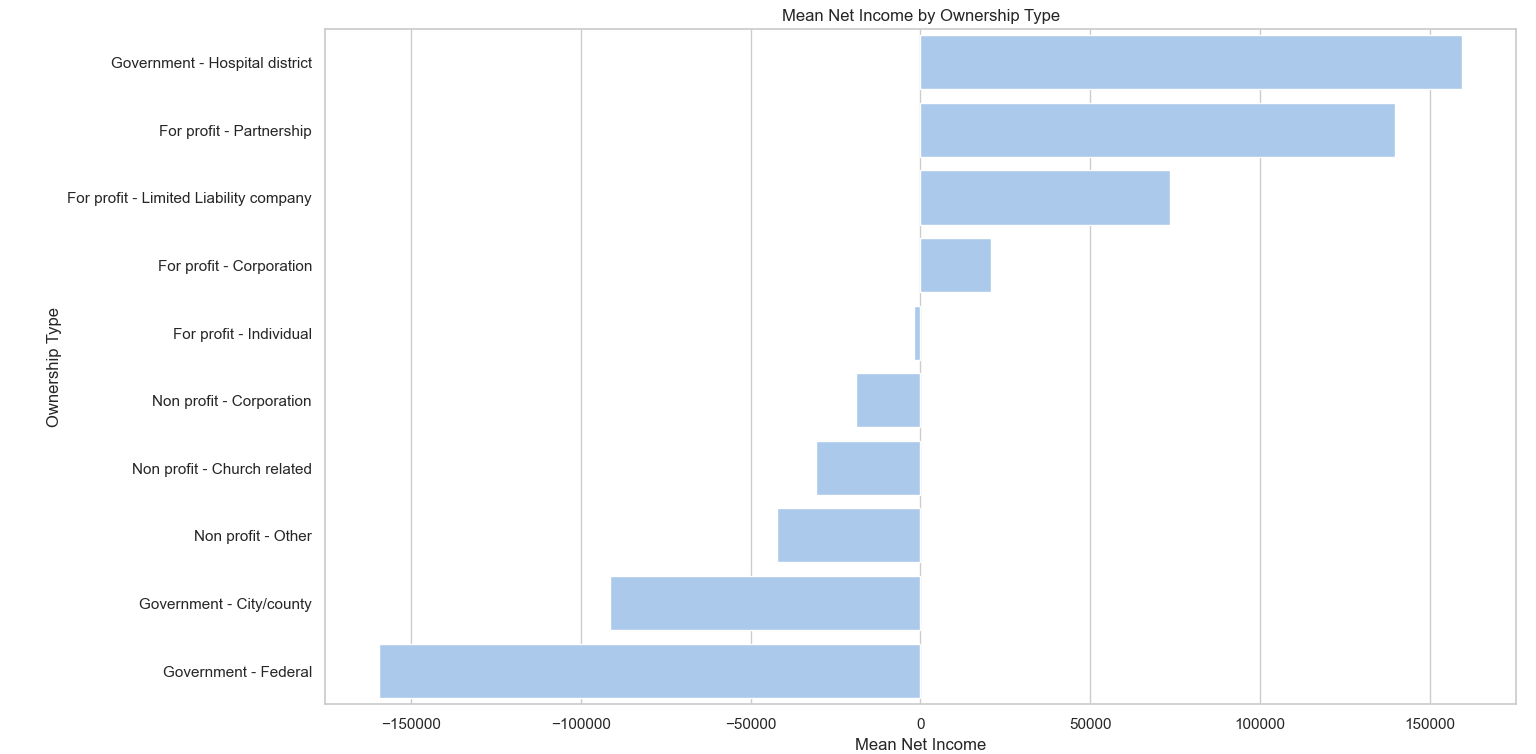 Mean Net Income by Ownership Type
Government - Hospital district
For profit - Partnership
For profit - Limited Liability company
For profit - Corporation
For profit - Individual
Non profit - Corporation
Non profit - Church related
Non profit - Other
Government - City/county
Government - Federal
Ownership Type
−150000 −100000 −50000 0 50000 100000 150000
Mean Net Income